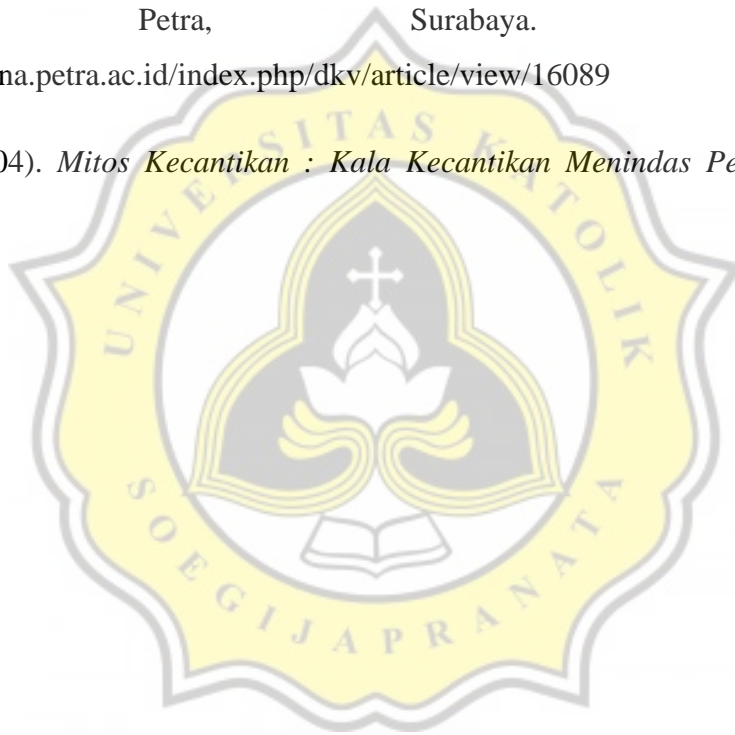 Petra, Surabaya.
na.petra.ac.id/index.php/dkv/article/view/16089
04). Mitos Kecantikan : Kala Kecantikan Menindas Pe
UNIVERSITAS KATOLIK
SOEGIJAPRANATA